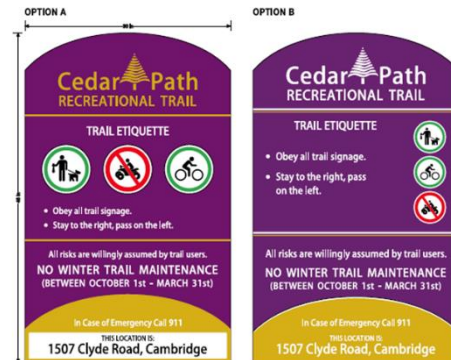 OPTION A
Cedar Path
RECREATIONAL TRAIL
TRAIL ETIQUETTE
• Obey all trail signage.
• Stay to the right, pass on the left.
All risks are willingly assumed by trail users.
NO WINTER TRAIL MAINTENANCE
(BETWEEN OCTOBER 1st - MARCH 31st)
In Case of Emergency Call 911
THIS LOCATION IS:
1507 Clyde Road, Cambridge
OPTION B
Cedar Path
RECREATIONAL TRAIL
TRAIL ETIQUETTE
• Obey all trail signage.
• Stay to the right, pass
on the left.
All risks are willingly assumed by trail users.
NO WINTER TRAIL MAINTENANCE
(BETWEEN OCTOBER 1st - MARCH 31st)
In Case of Emergency Call 911
THIS LOCATION IS:
1507 Clyde Road, Cambridge